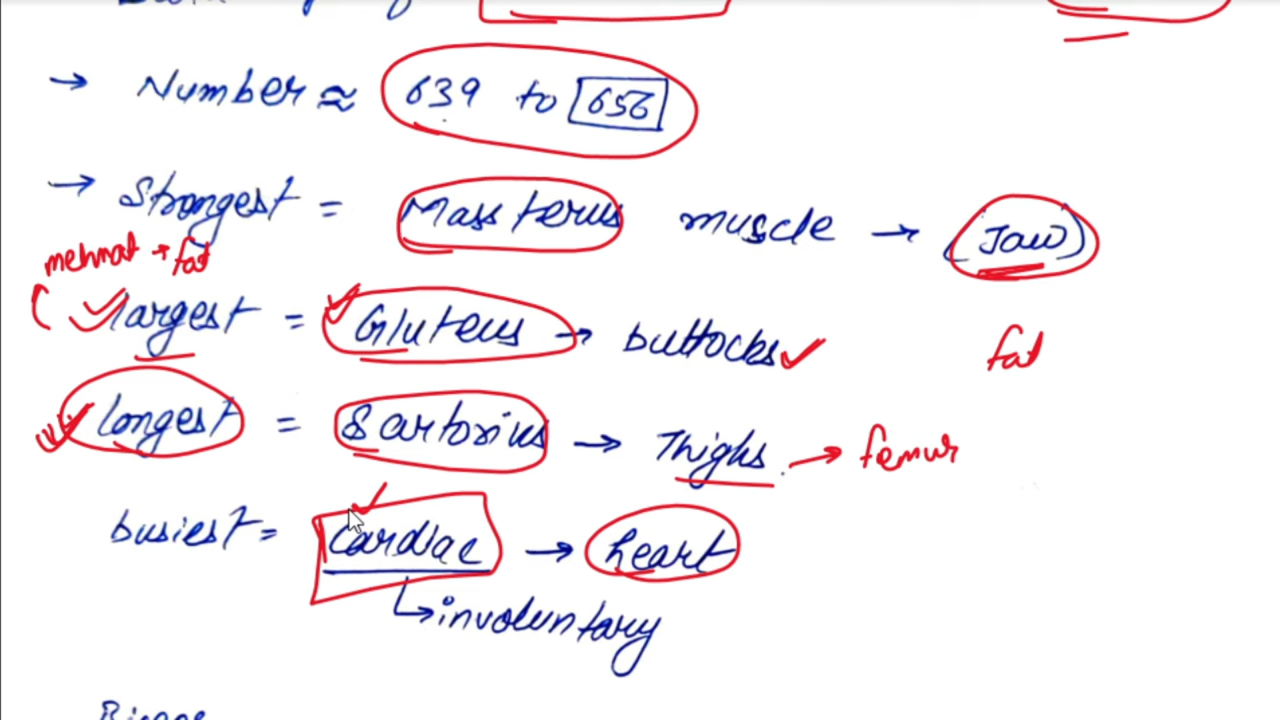 → Number ≈ 639 to 656
→ Strongest = Massterus muscle → (Jaw)
mehnat → fat
( largest = Gluteus → buttocks fat
longest = Sartorius → Thighs. → femur
busiest = Cardiac → heart
↳ involuntary